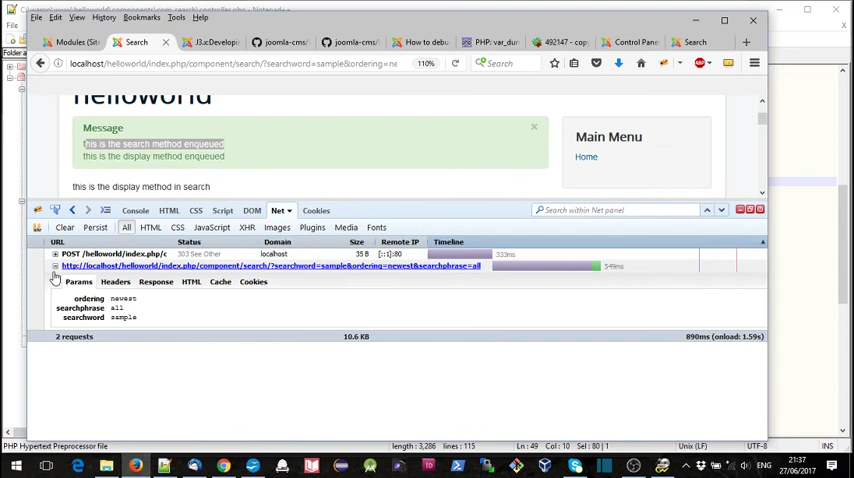 File Edit View History Bookmarks Tools Help
Modules (Sit Search J3.x:Develope joomla-cms/ joomla-cms/ How to debu PHP: var_dun 492147 - cop Control Pane Search
localhost/helloworld/index.php/component/search/?searchword=sample&ordering=ne 110% Search
helloworld
Message
this is the search method enqueued
this is the display method enqueued
this is the display method in search
Main Menu
Home
Console HTML CSS Script DOM Net Cookies Search within Net panel
Clear Persist All HTML CSS JavaScript XHR Images Plugins Media Fonts
URL Status Domain Size Remote IP Timeline
POST /helloworld/index.php/c 303 See Other localhost 35 B [::1]:80 333ms
http://localhost/helloworld/index.php/component/search/?searchword=sample&ordering=newest&searchphrase=all 549ms
Params Headers Response HTML Cache Cookies
ordering newest
searchphrase all
searchword sample
2 requests 10.6 KB 890ms (onload: 1.59s)
PHP Hypertext Preprocessor file length : 3,286 lines : 115 Ln : 49 Col : 10 Sel : 80 | 1 Unix (LF) UTF-8 INS
ENG
21:37
27/06/2017